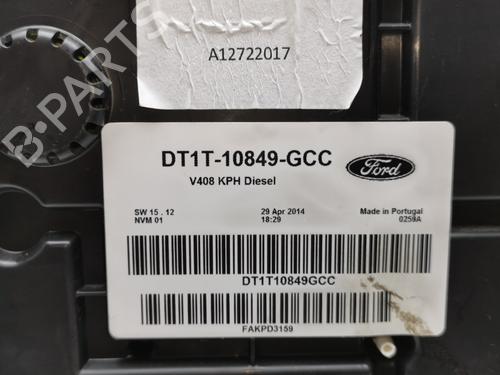 A12722017
B-PARTS
DT1T-10849-GCC
Ford
V408 KPH Diesel
SW 15 . 12
29 Apr 2014
Made in Portugal
NVM 01
18:29
0259A
DT1T10849GCC
FAKPD3159